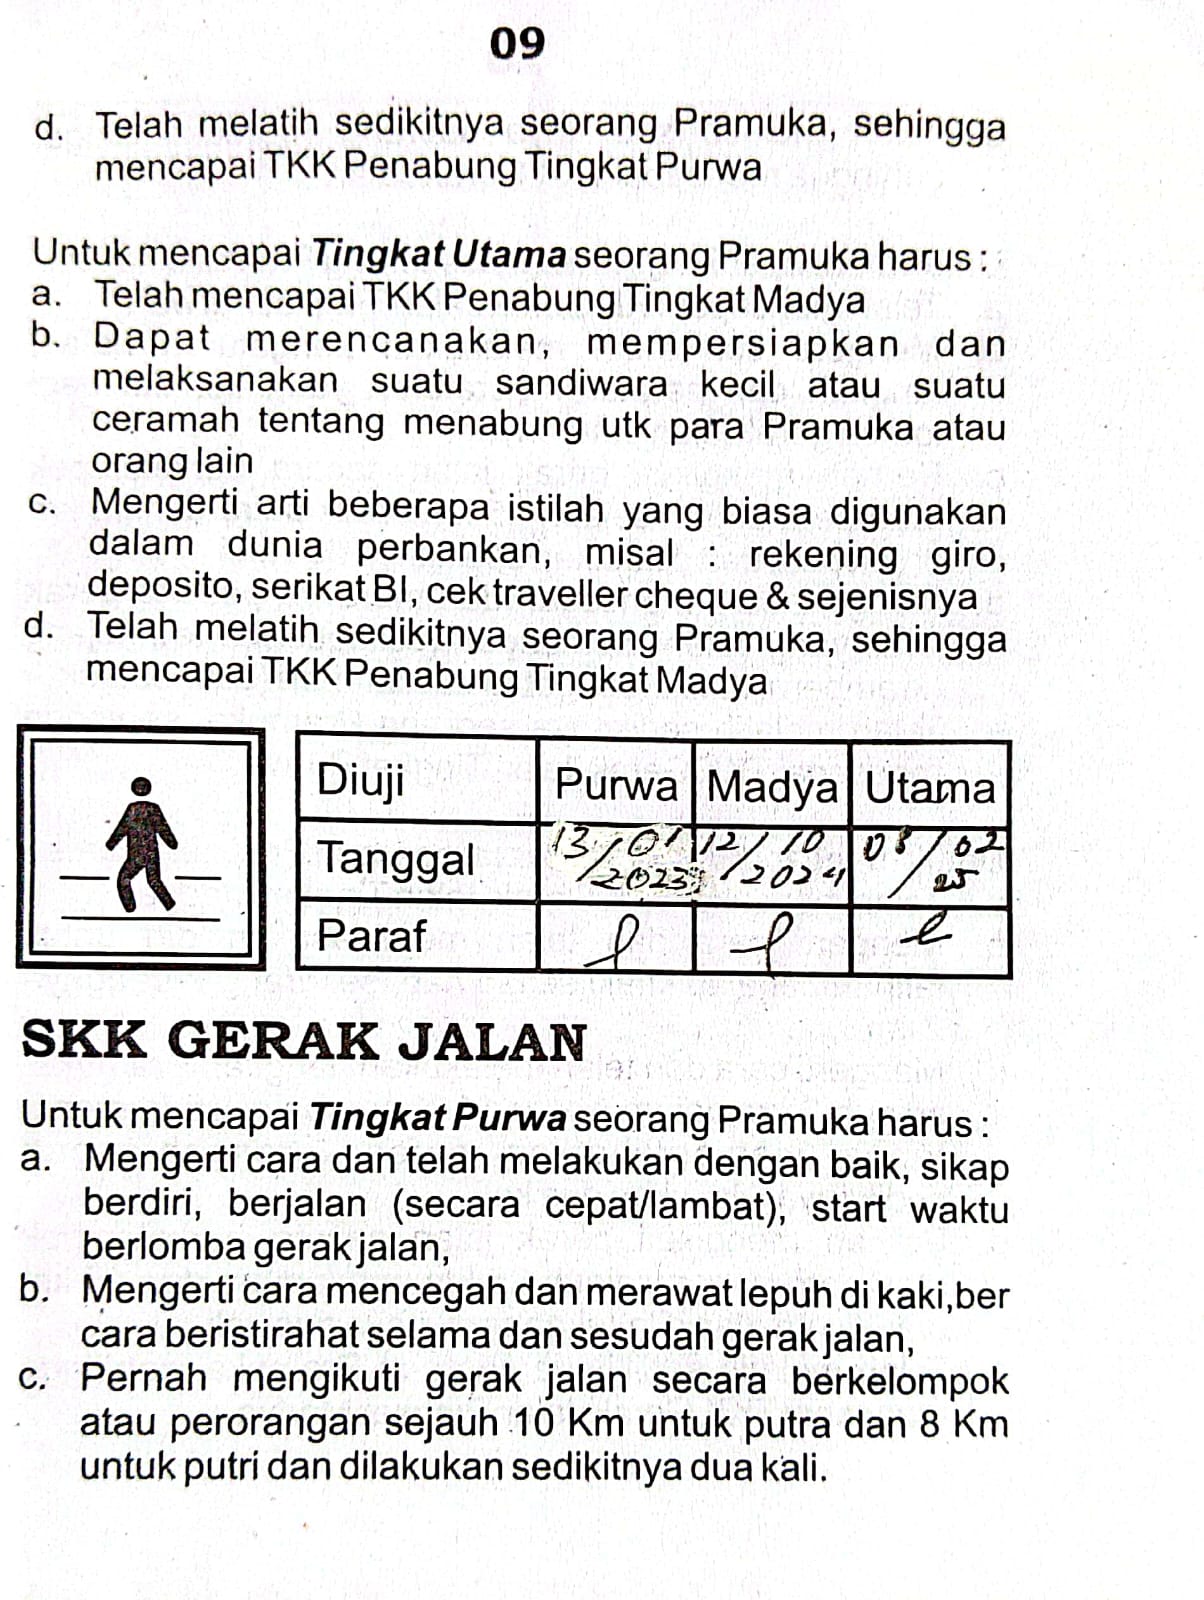 09
d. Telah melatih sedikitnya seorang Pramuka, sehingga
mencapai TKK Penabung Tingkat Purwa
Untuk mencapai Tingkat Utama seorang Pramuka harus :
a. Telah mencapai TKK Penabung Tingkat Madya
b. Dapat merencanakan, mempersiapkan dan
melaksanakan suatu sandiwara kecil atau suatu
ceramah tentang menabung utk para Pramuka atau
orang lain
c. Mengerti arti beberapa istilah yang biasa digunakan
dalam dunia perbankan, misal : rekening giro,
deposito, serikat BI, cek traveller cheque & sejenisnya
d. Telah melatih sedikitnya seorang Pramuka, sehingga
mencapai TKK Penabung Tingkat Madya
Diuji Purwa Madya Utama
Tanggal 13/01 2023 12/10 2024 08/02 25
Paraf
SKK GERAK JALAN
Untuk mencapai Tingkat Purwa seorang Pramuka harus :
a. Mengerti cara dan telah melakukan dengan baik, sikap
berdiri, berjalan (secara cepat/lambat), start waktu
berlomba gerak jalan,
b. Mengerti cara mencegah dan merawat lepuh di kaki,ber
cara beristirahat selama dan sesudah gerak jalan,
c. Pernah mengikuti gerak jalan secara berkelompok
atau perorangan sejauh 10 Km untuk putra dan 8 Km
untuk putri dan dilakukan sedikitnya dua kali.